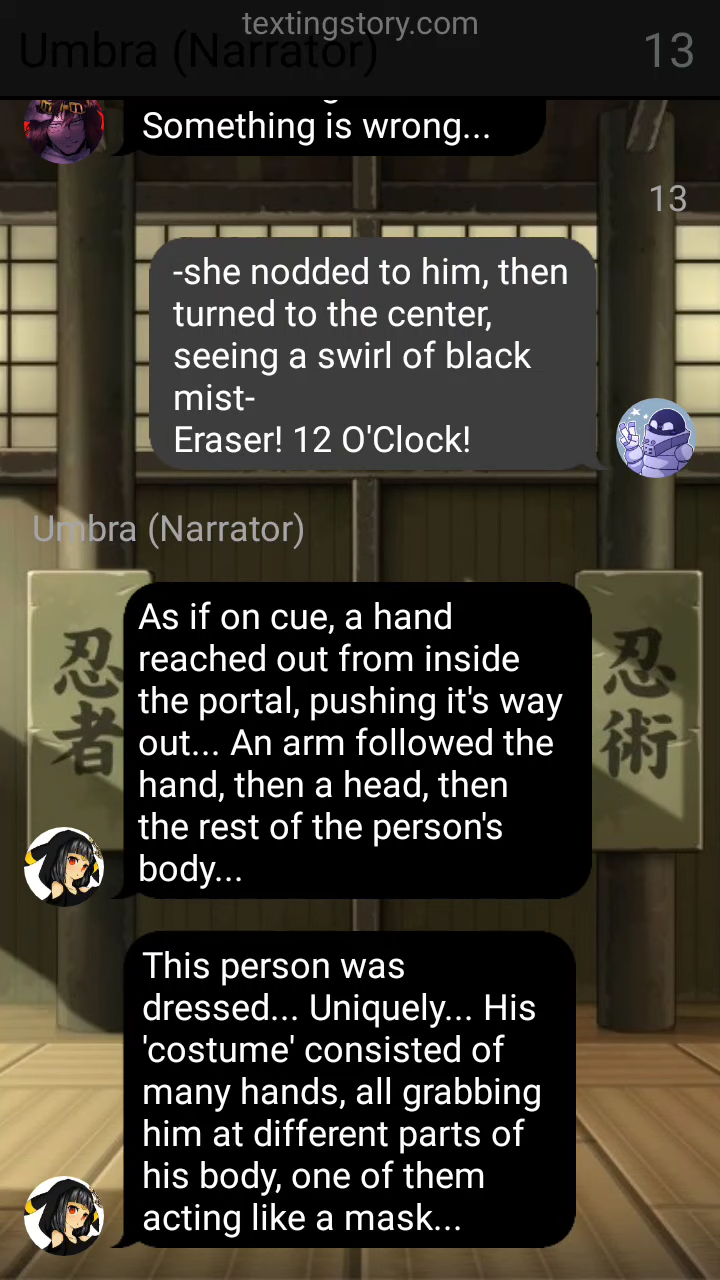 textingstory.com
Umbra (Narrator)
13
Something is wrong...
13
-she nodded to him, then
turned to the center,
seeing a swirl of black
mist-
Eraser! 12 O'Clock!
Umbra (Narrator)
忍者
忍術
As if on cue, a hand
reached out from inside
the portal, pushing it's way
out... An arm followed the
hand, then a head, then
the rest of the person's
body...
This person was
dressed... Uniquely... His
'costume' consisted of
many hands, all grabbing
him at different parts of
his body, one of them
acting like a mask...